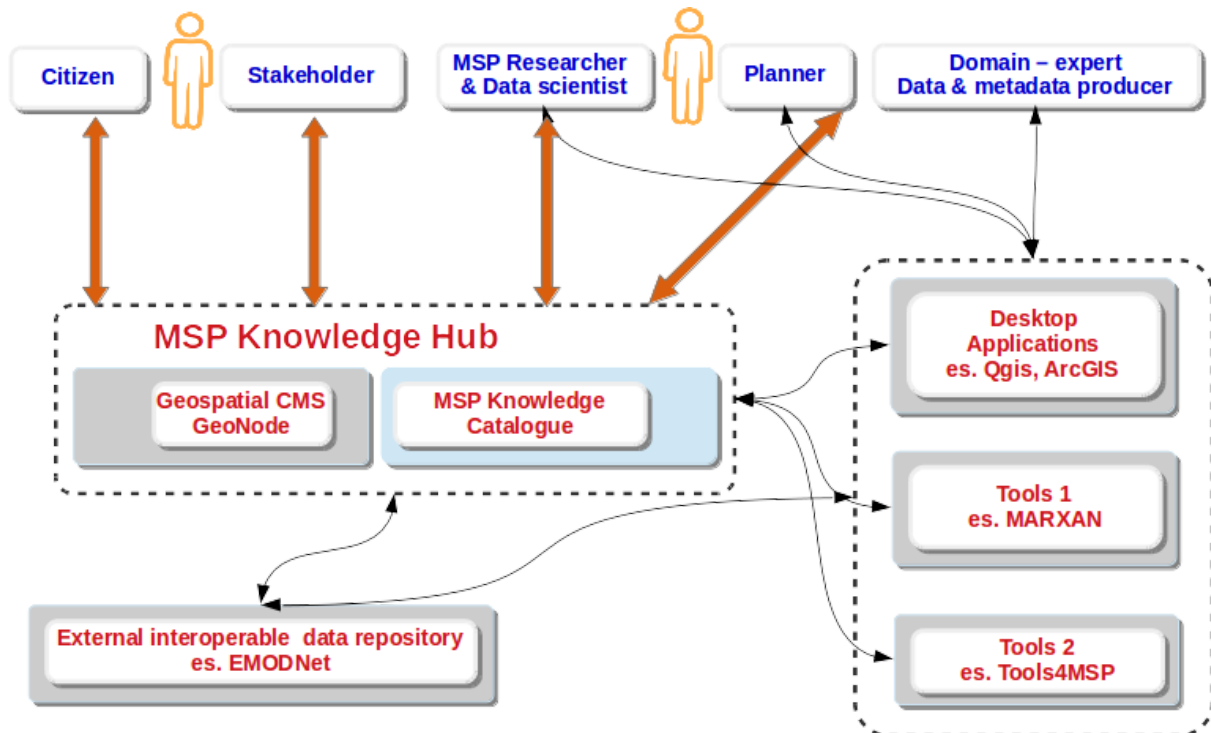 Citizen
Stakeholder
MSP Researcher
& Data scientist
Planner
Domain – expert
Data & metadata producer
MSP Knowledge Hub
Geospatial CMS
GeoNode
MSP Knowledge
Catalogue
Desktop
Applications
es. Qgis, ArcGIS
Tools 1
es. MARXAN
Tools 2
es. Tools4MSP
External interoperable data repository
es. EMODNet